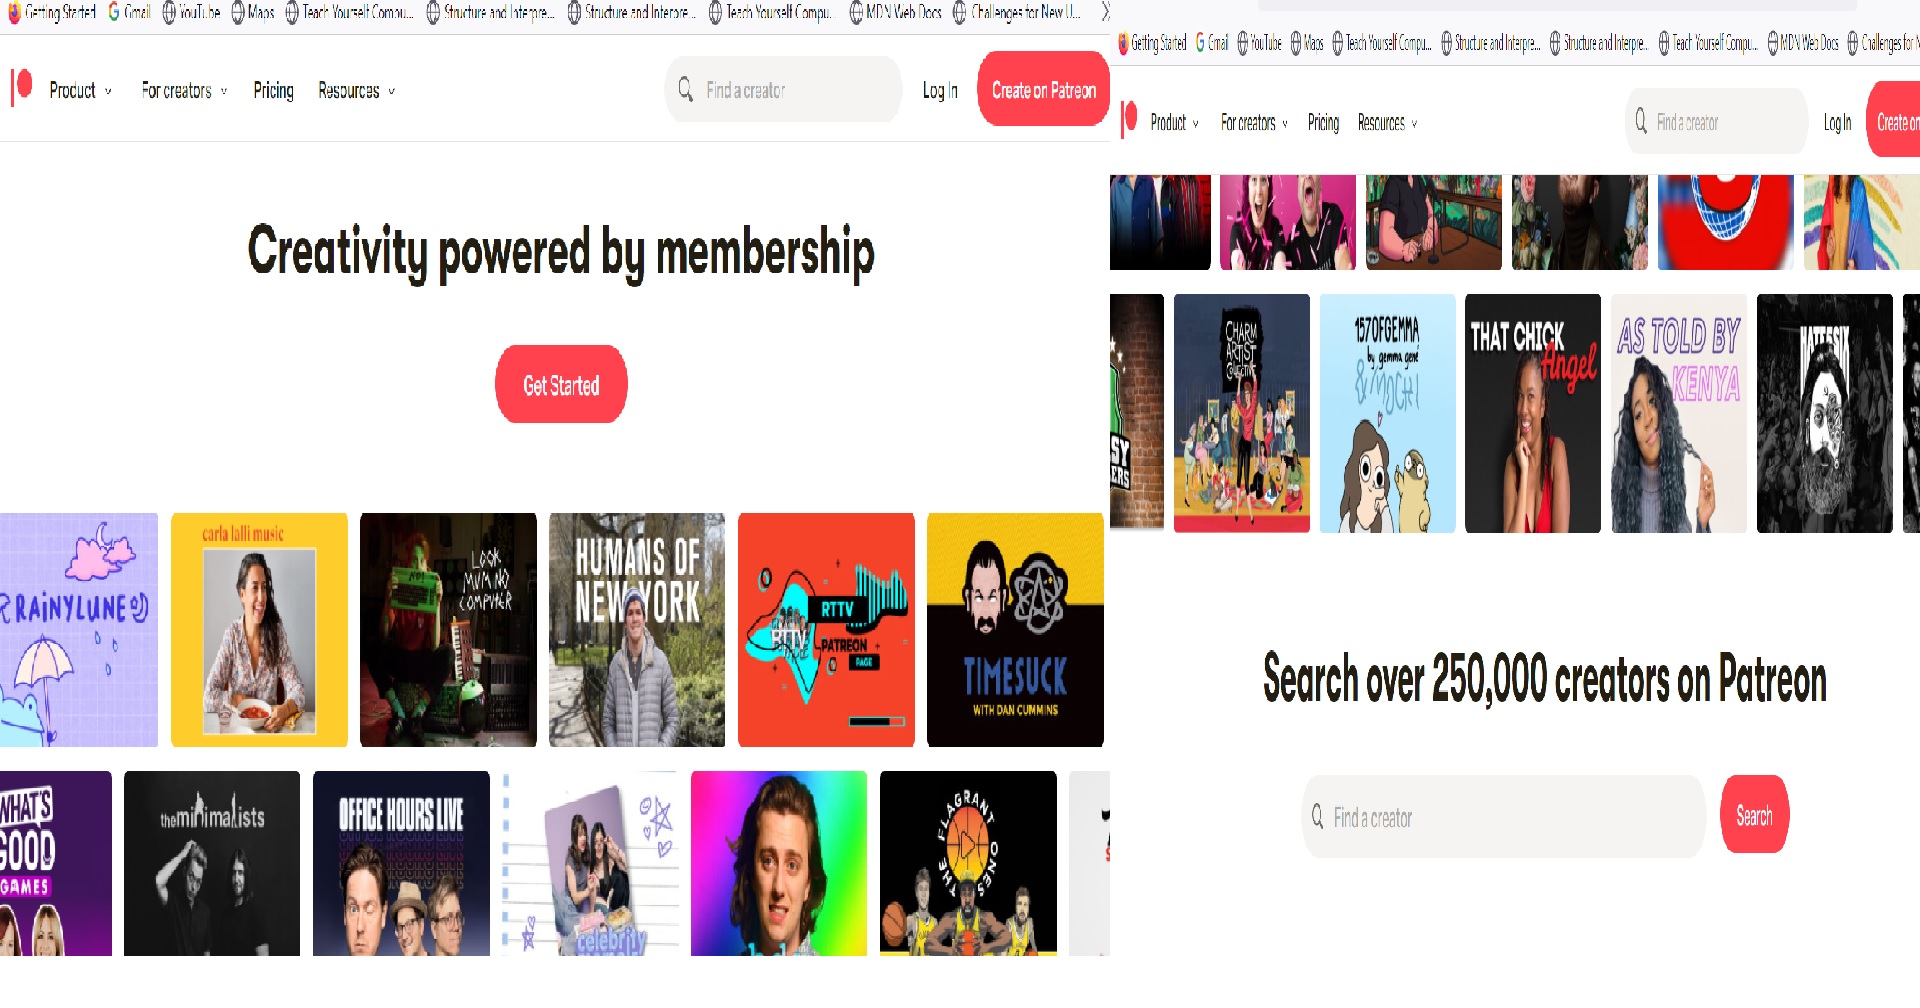 Getting Started Gmail YouTube Maps Teach Yourself Compu... Structure and Interpre... Structure and Interpre... Teach Yourself Compu... MDN Web Docs Challenges for New U...
Product For creators Pricing Resources Find a creator Log In Create on Patreon
Creativity powered by membership
Get Started
RAiNYLUNE
carla lalli music
LOOK
MUM NO
COMPUTER
HUMANS OF
NEW YORK
RTTV
RTTV
PATREON
PAGE
TIMESUCK
WITH DAN CUMMINS
WHAT'S
GOOD
GAMES
theminimalists
OFFICE HOURS LIVE
celebrity
THE FLAGRANT ONES
Getting Started Gmail YouTube Maps Teach Yourself Compu... Structure and Interpre... Structure and Interpre... Teach Yourself Compu... MDN Web Docs Challenges for N
Product For creators Pricing Resources Find a creator Log In Create on
SY
ERS
CHARM
ARTIST
COLLECTIVE
157OFGEMMA
by gemma gené
& MOCHI
THAT CHICK
Angel
AS TOLD BY
KENYA
Search over 250,000 creators on Patreon
Find a creator Search